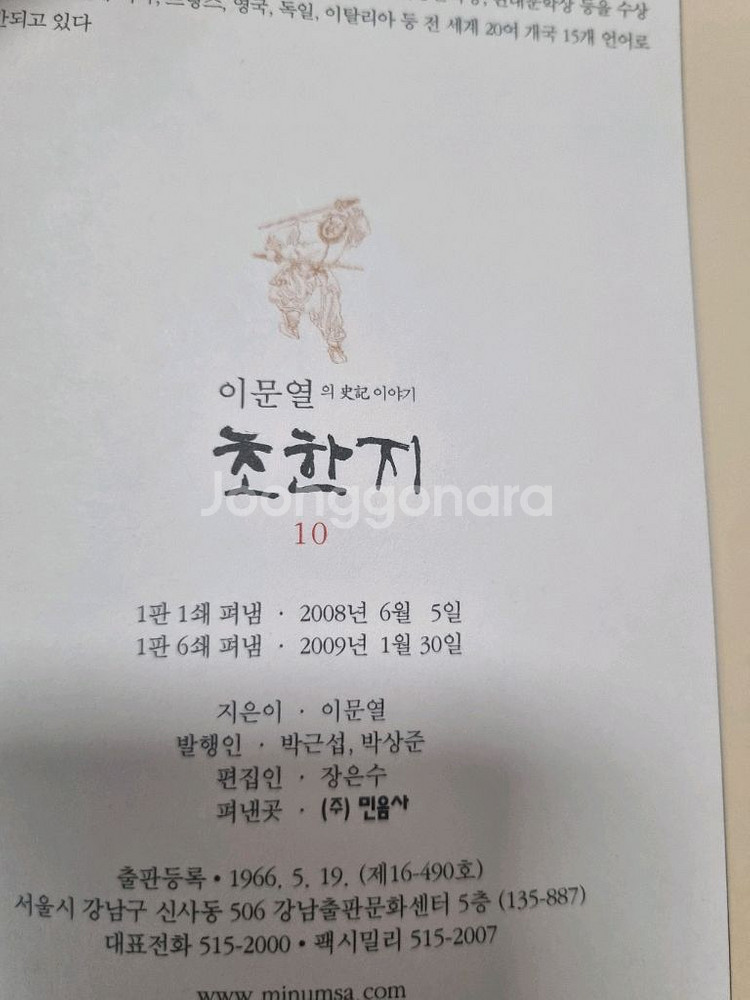 영국, 독일, 이탈리아 등 전 세계 20여 개국 15개 언어로
되고 있다
이문열의 史記 이야기
초한지
Joonggonara
10
1판 1쇄 펴냄 · 2008년 6월 5일
1판 6쇄 펴냄 · 2009년 1월 30일
지은이 · 이문열
발행인 · 박근섭, 박상준
편집인 · 장은수
펴낸곳 · (주) 민음사
출판등록 • 1966. 5. 19. (제16-490호)
서울시 강남구 신사동 506 강남출판문화센터 5층 (135-887)
대표전화 515-2000 • 팩시밀리 515-2007
www.minumsa.com